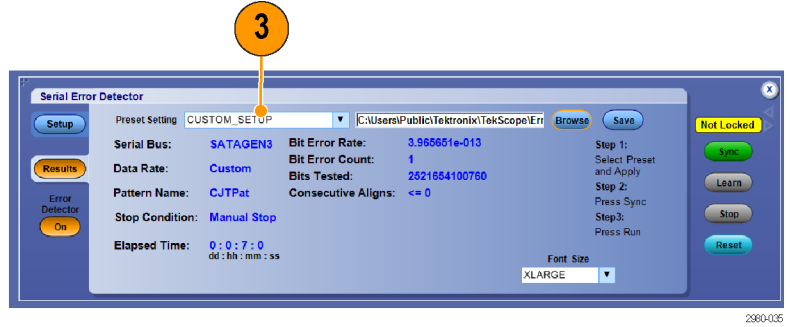 3
Serial Error Detector
X
Setup
Preset Setting CUSTOM_SETUP C:\Users\Public\Tektronix\TekScope\Err Browse Save
Not Locked
Serial Bus: SATAGEN3 Bit Error Rate: 3.965651e-013 Step 1:
Sync
Bit Error Count: 1 Select Preset
Results
Data Rate: Custom Bits Tested: 2521654100760 and Apply
Learn
Pattern Name: CJTPat Consecutive Aligns: <= 0 Step 2:
Error
Press Sync
Detector
Stop Condition: Manual Stop Step3:
Stop
On
Press Run
Elapsed Time: 0 : 0 : 7 : 0
Reset
dd : hh : mm : ss Font Size
XLARGE
2980-035